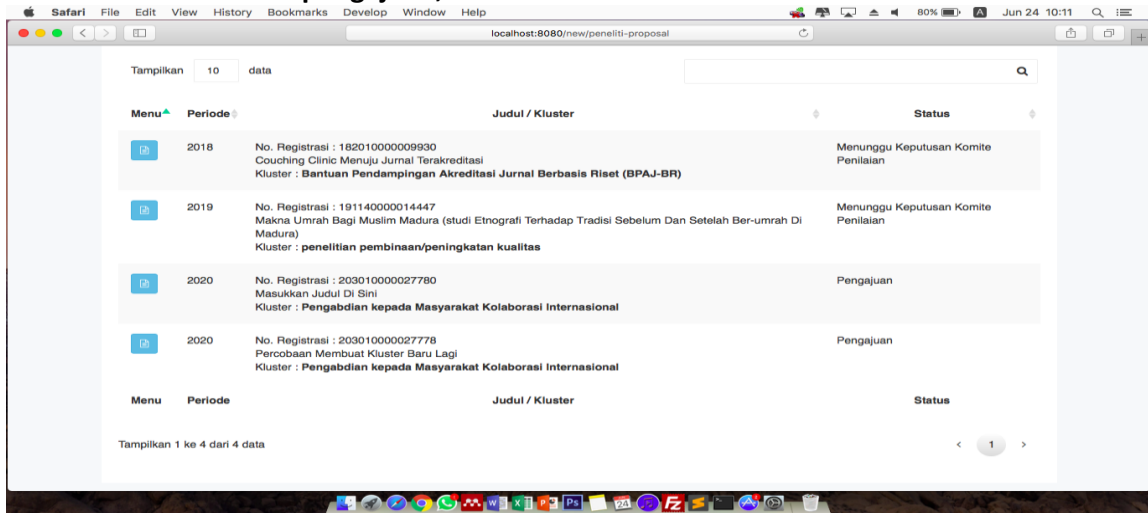 Safari File Edit View History Bookmarks Develop Window Help 80% A Jun 24 10:11
localhost:8080/new/peneliti-proposal
Tampilkan 10 data
Menu Periode Judul / Kluster Status
2018 No. Registrasi : 182010000009930 Menunggu Keputusan Komite
Couching Clinic Menuju Jurnal Terakreditasi Penilaian
Kluster : Bantuan Pendampingan Akreditasi Jurnal Berbasis Riset (BPAJ-BR)
2019 No. Registrasi : 191140000014447 Menunggu Keputusan Komite
Makna Umrah Bagi Muslim Madura (studi Etnografi Terhadap Tradisi Sebelum Dan Setelah Ber-umrah Di Penilaian
Madura)
Kluster : penelitian pembinaan/peningkatan kualitas
2020 No. Registrasi : 203010000027780 Pengajuan
Masukkan Judul Di Sini
Kluster : Pengabdian kepada Masyarakat Kolaborasi Internasional
2020 No. Registrasi : 203010000027778 Pengajuan
Percobaan Membuat Kluster Baru Lagi
Kluster : Pengabdian kepada Masyarakat Kolaborasi Internasional
Menu Periode Judul / Kluster Status
Tampilkan 1 ke 4 dari 4 data < 1 >